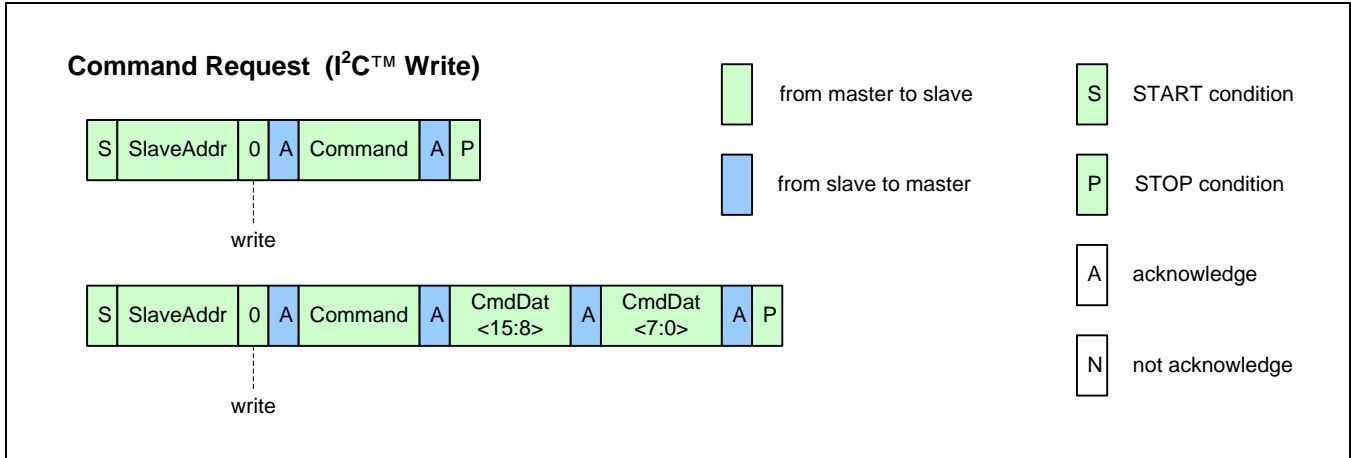 Command Request (I²C™ Write)
S SlaveAddr 0 A Command A P
write
S SlaveAddr 0 A Command A CmdDat <15:8> A CmdDat <7:0> A P
write
from master to slave
from slave to master
S START condition
P STOP condition
A acknowledge
N not acknowledge